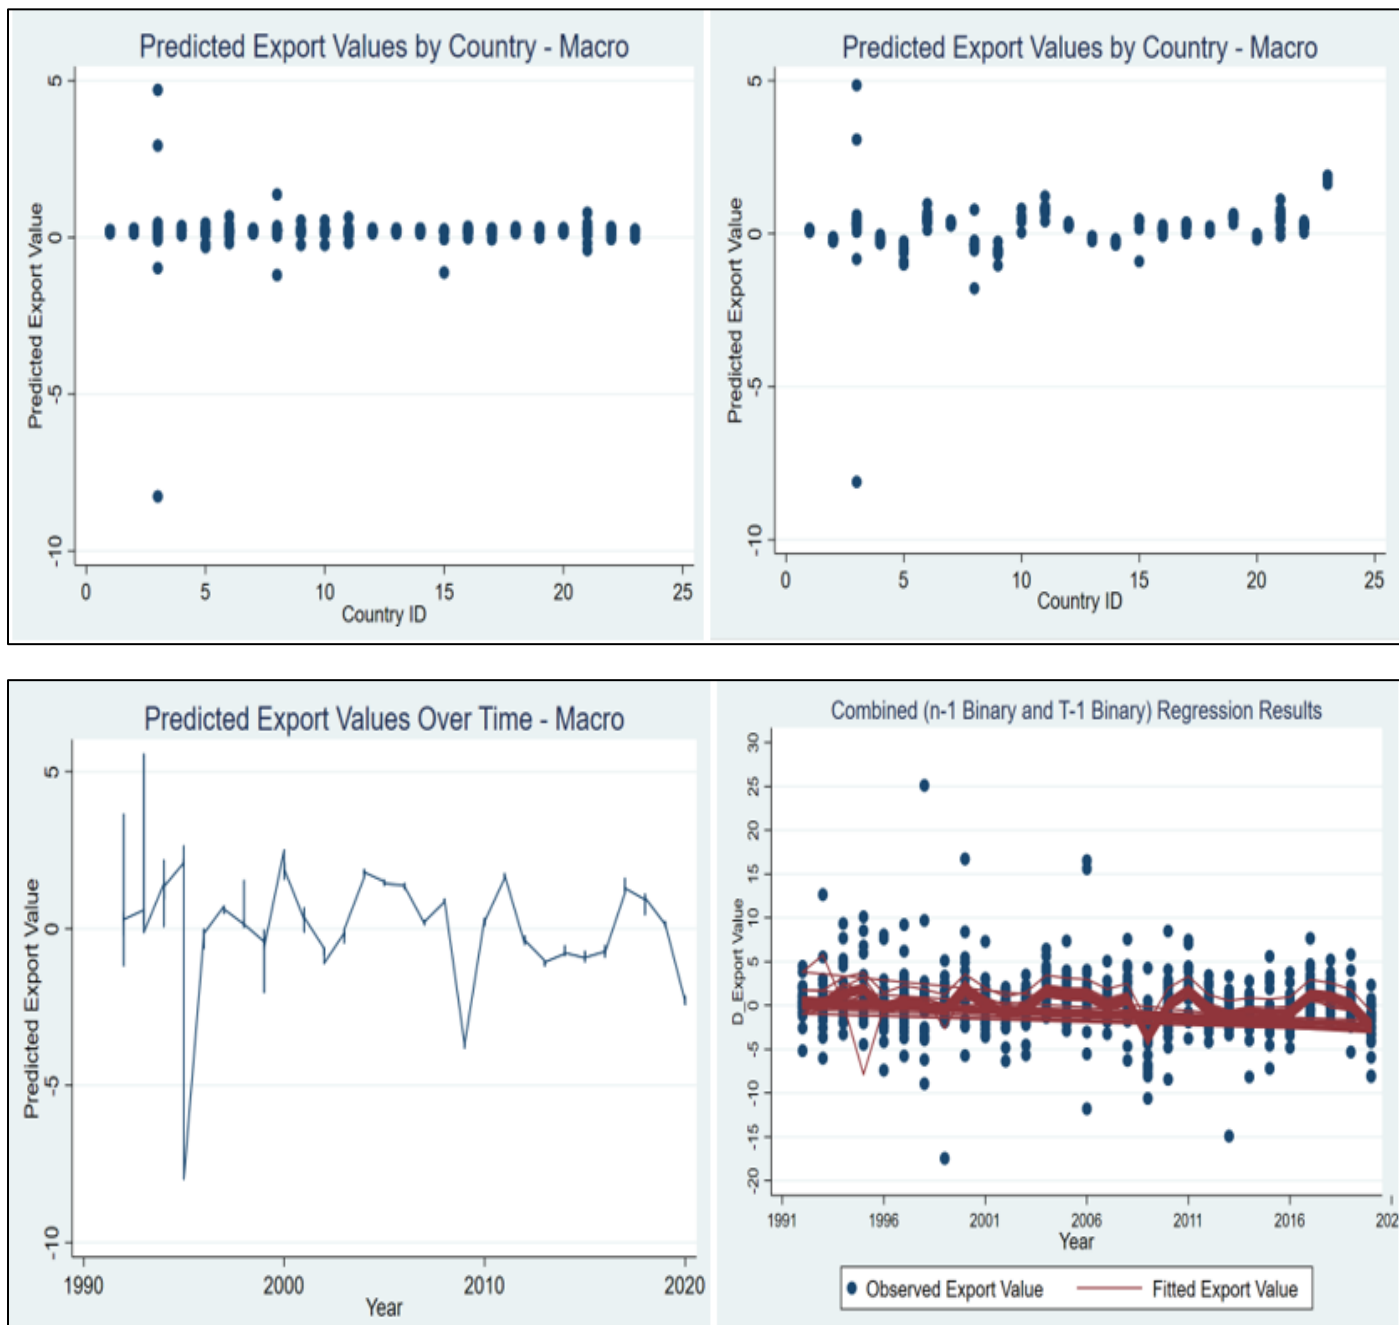 Predicted Export Values by Country - Macro
Predicted Export Value
5
0
-5
-10
0 5 10 15 20 25
Country ID
Predicted Export Values by Country - Macro
Predicted Export Value
5
0
-5
-10
0 5 10 15 20 25
Country ID
Predicted Export Values Over Time - Macro
Predicted Export Value
5
0
-5
-10
1990 2000 2010 2020
Year
Combined (n-1 Binary and T-1 Binary) Regression Results
D_Export Value
30
25
20
15
10
5
0
-5
-10
-15
-20
1991 1996 2001 2006 2011 2016 202
Year
Observed Export Value Fitted Export Value